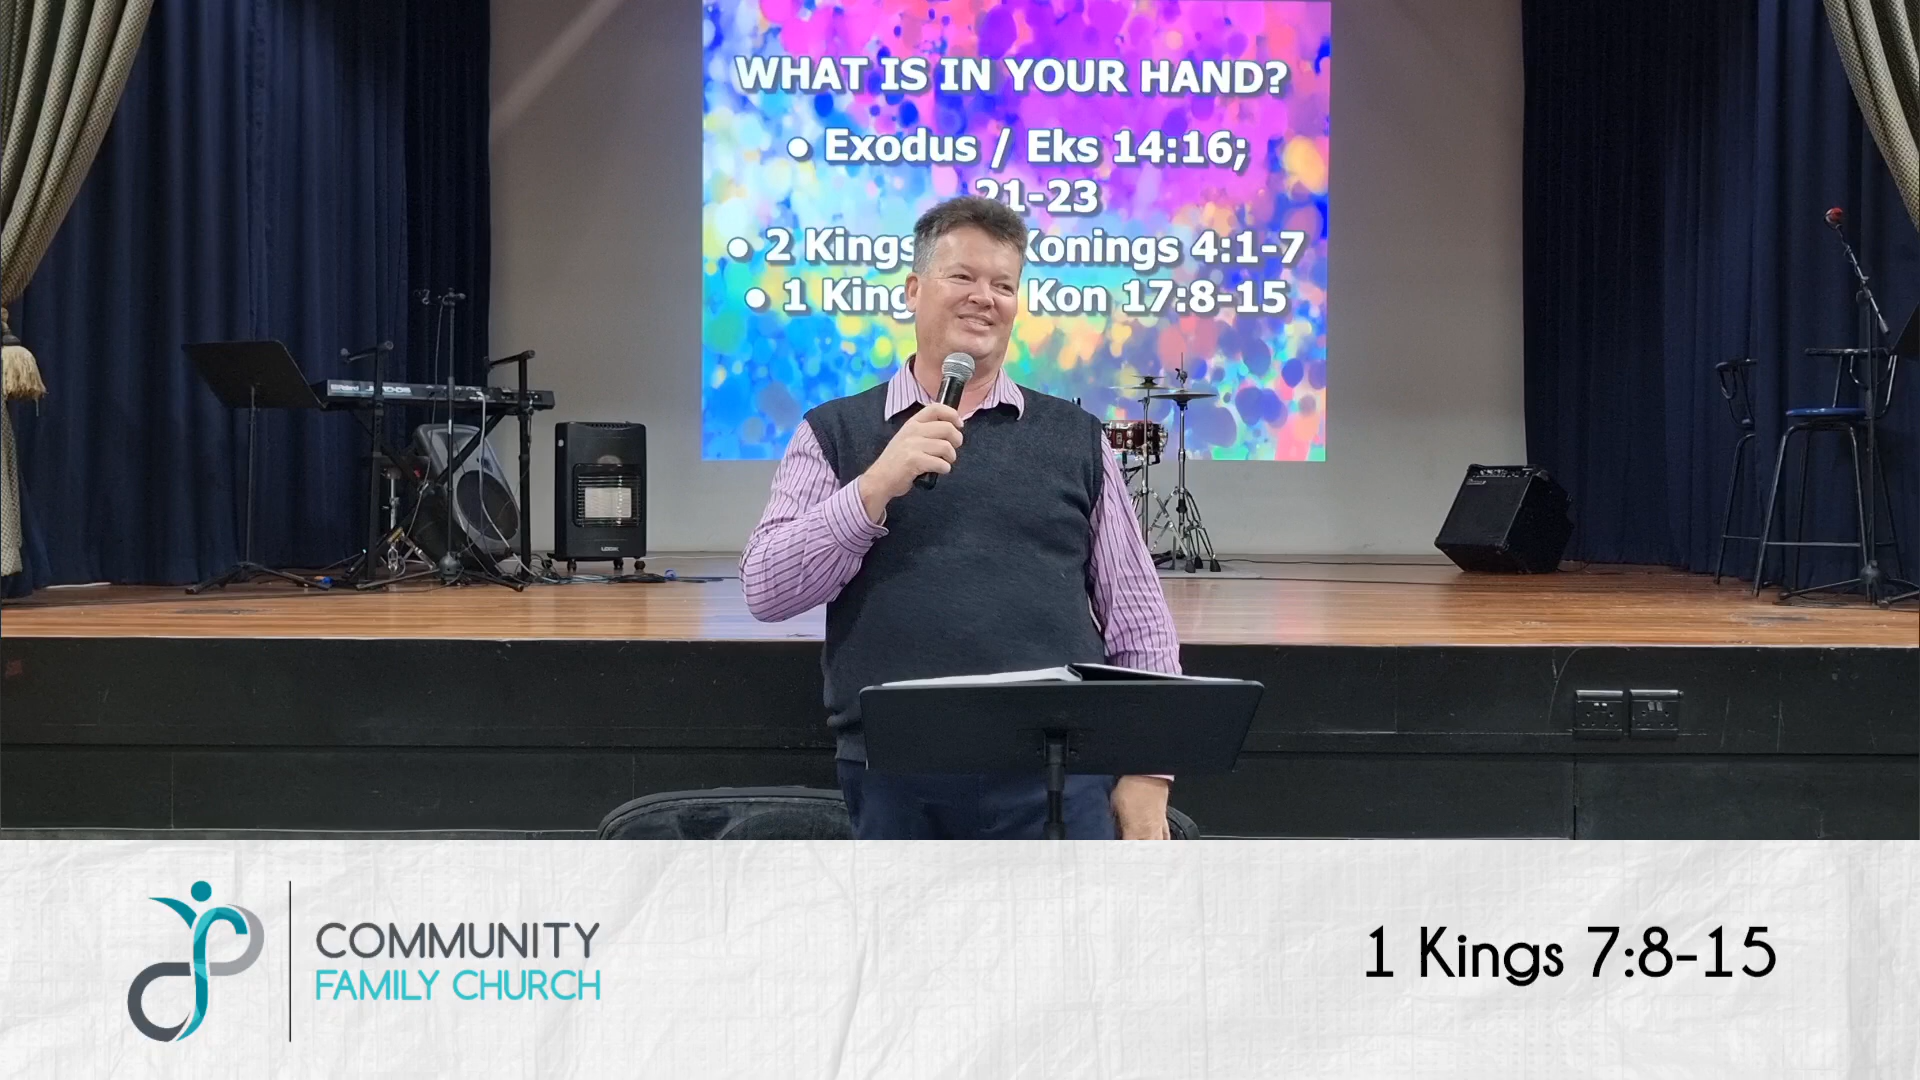 WHAT IS IN YOUR HAND?
• Exodus / Eks 14:16;
21-23
• 2 Kings Konings 4:1-7
• 1 King Kon 17:8-15
COMMUNITY
FAMILY CHURCH
1 Kings 7:8-15